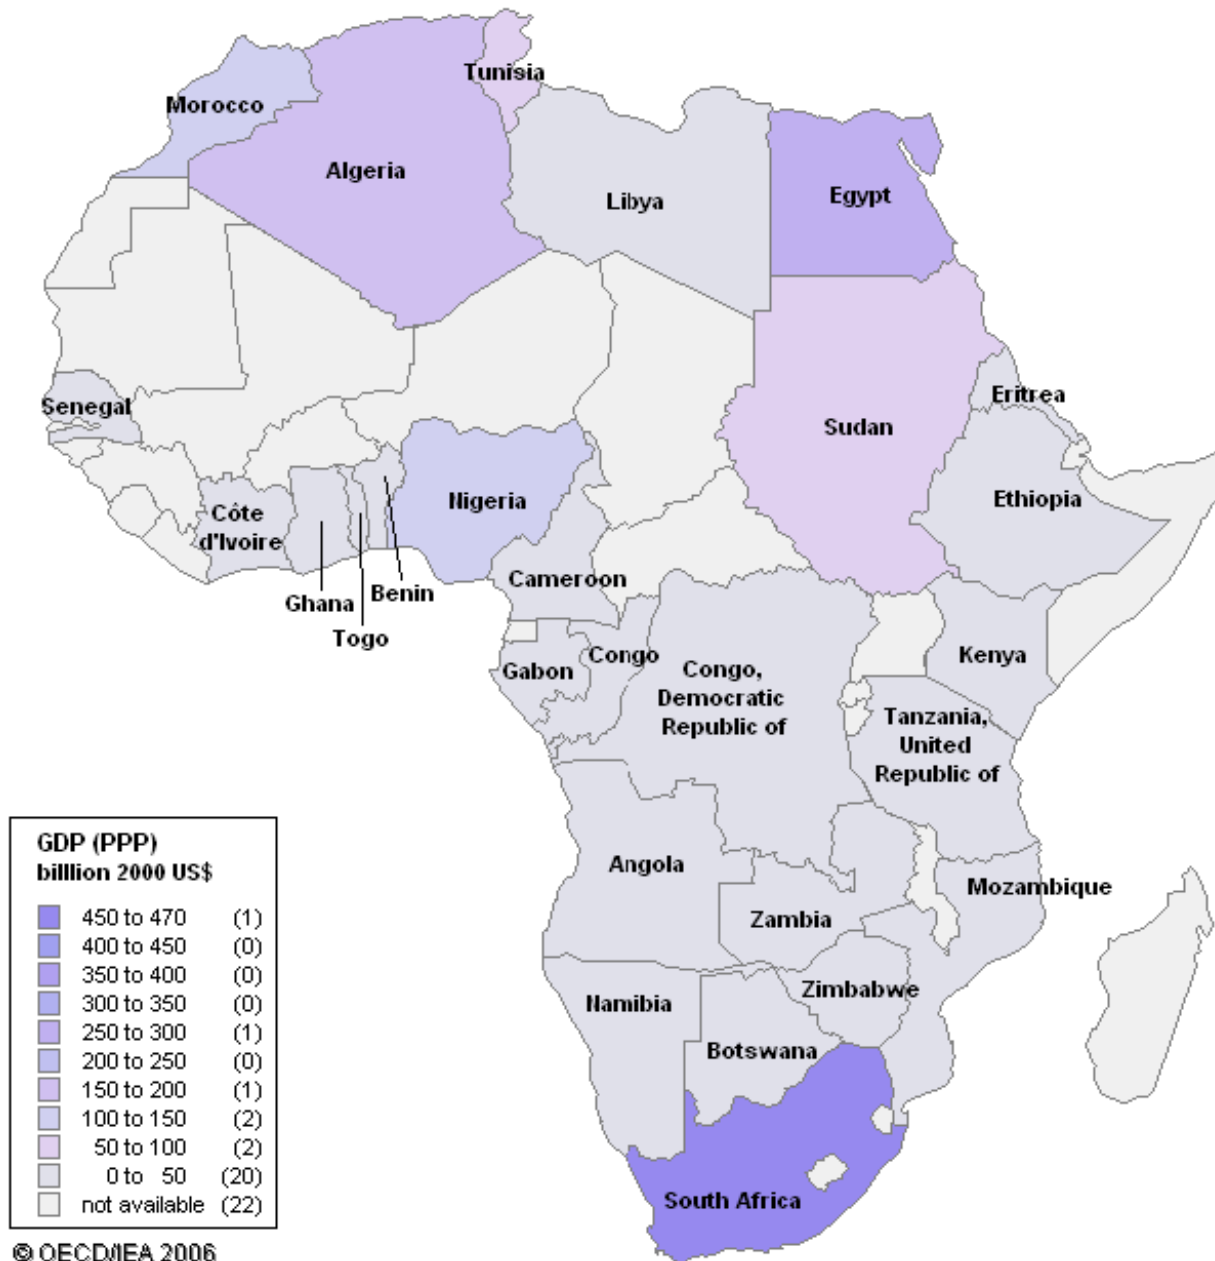 Tunisia
Morocco
Algeria
Libya
Egypt
Senegal
Eritrea
Sudan
Nigeria
Ethiopia
Côte
d'Ivoire
Cameroon
Ghana
Benin
Togo
Gabon
Congo
Congo,
Democratic
Republic of
Kenya
Tanzania,
United
Republic of
Angola
Mozambique
Zambia
Zimbabwe
Namibia
Botswana
South Africa
GDP (PPP)
billlion 2000 US$
450 to 470 (1)
400 to 450 (0)
350 to 400 (0)
300 to 350 (0)
250 to 300 (1)
200 to 250 (0)
150 to 200 (1)
100 to 150 (2)
50 to 100 (2)
0 to 50 (20)
not available (22)
© OECD/IEA 2006